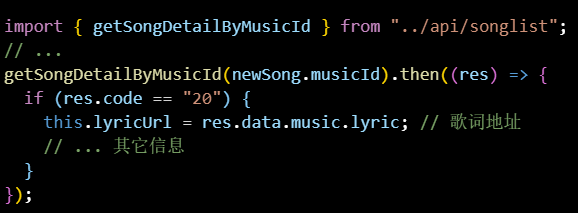 import { getSongDetailByMusicId } from "../api/songlist";
// ...
getSongDetailByMusicId(newSong.musicId).then((res) => {
  if (res.code == "20") {
    this.lyricUrl = res.data.music.lyric; // 歌词地址
    // ... 其它信息
  }
});